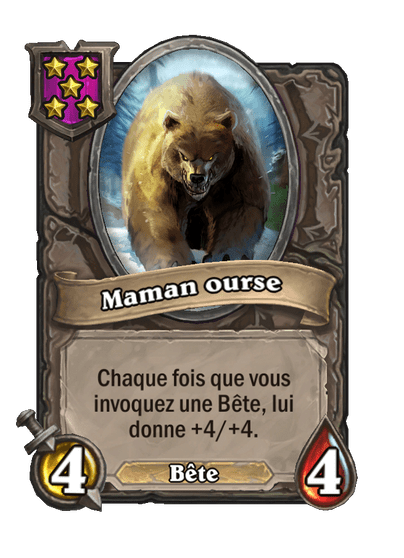 Maman ourse
Chaque fois que vous
invoquez une Bête, lui
donne +4/+4.
4
Bête
4